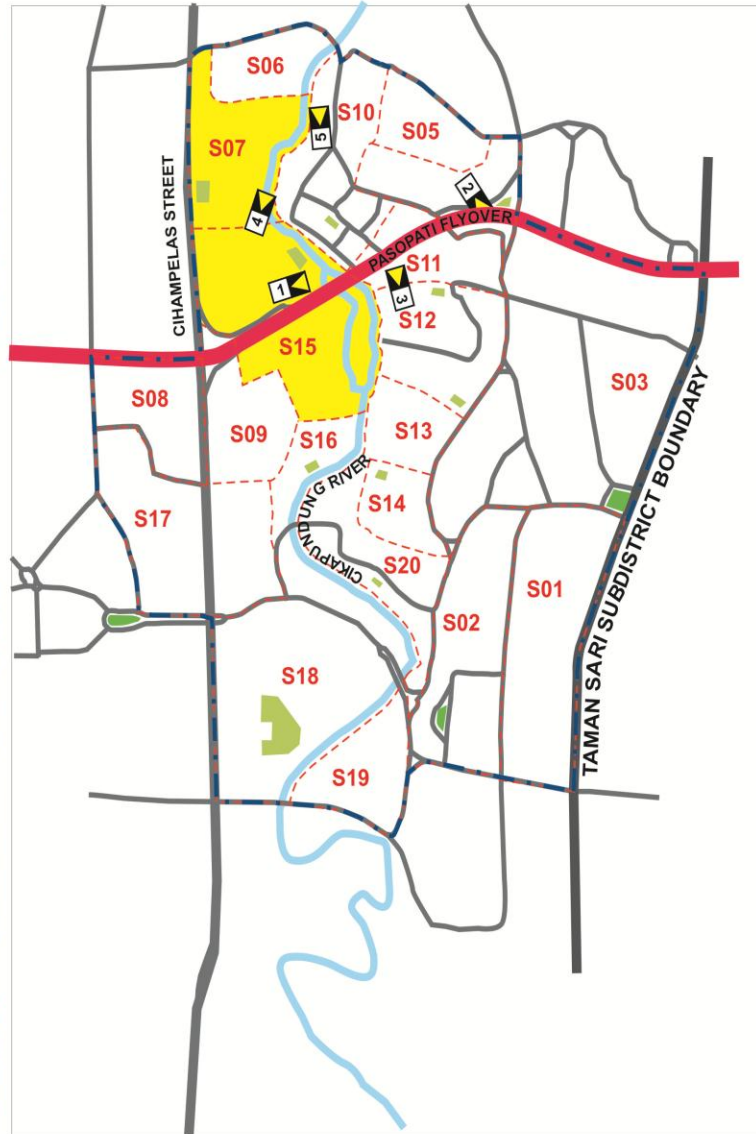 S06
S10
S05
S07
5
CIHAMPELAS STREET
4
2
PASOPATI FLYOVER
S11
1
3
S12
S15
S03
S08
S09
S16
S13
S17
S14
CIKAPUNDUNG RIVER
S20
S01
S02
TAMAN SARI SUBDISTRICT BOUNDARY
S18
S19